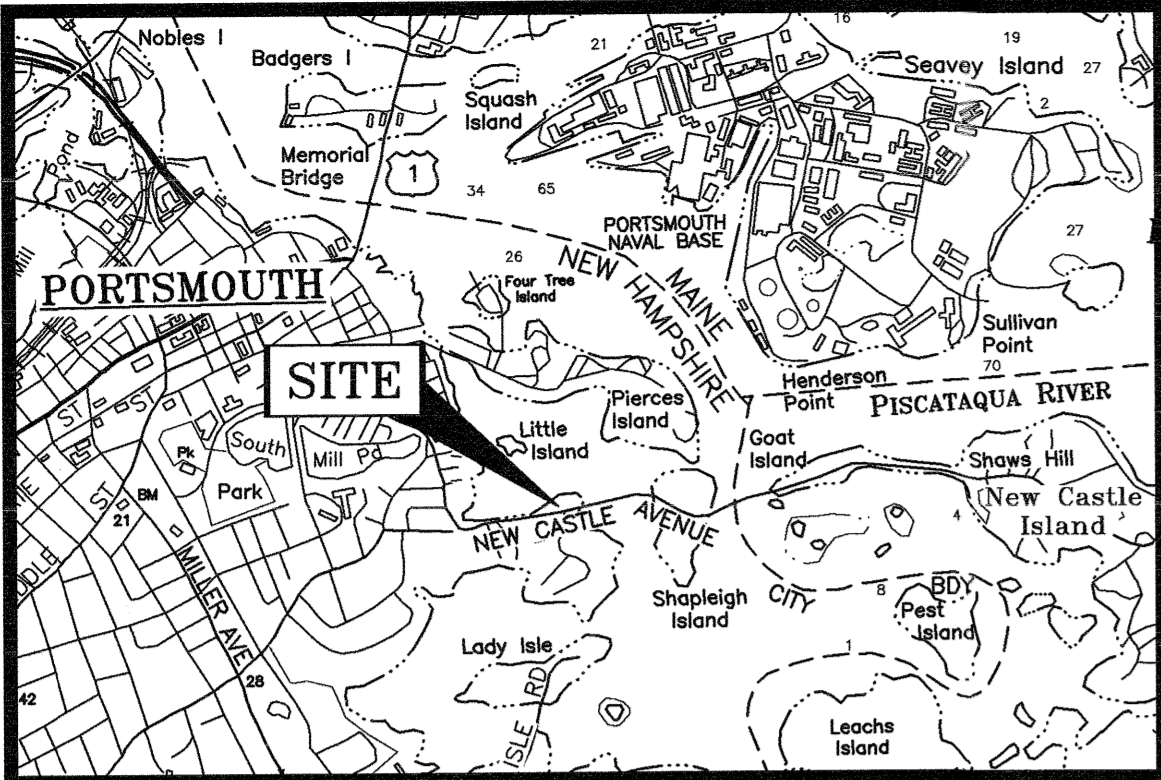 Nobles I
Badgers I
Squash
Island
21
16
19
Seavey Island
27
2
Pond
Memorial
Bridge
1
34
65
PORTSMOUTH
NAVAL BASE
Mill
PORTSMOUTH
26
Four Tree
Island
NEW HAMPSHIRE
MAINE
27
Sullivan
Point
70
Henderson
Point
PISCATAQUA RIVER
SITE
Pierces
Island
Little
Island
Goat
Island
Shaws Hill
New Castle
Island
4
ST
ST
Pk
South
Mill Pd
Park
ST
BM
21
NEW CASTLE AVENUE
MILLER AVE
Shapleigh
Island
CITY
8
BDY
Pest
Island
1
Lady Isle
ISLE RD
28
42
Leachs
Island